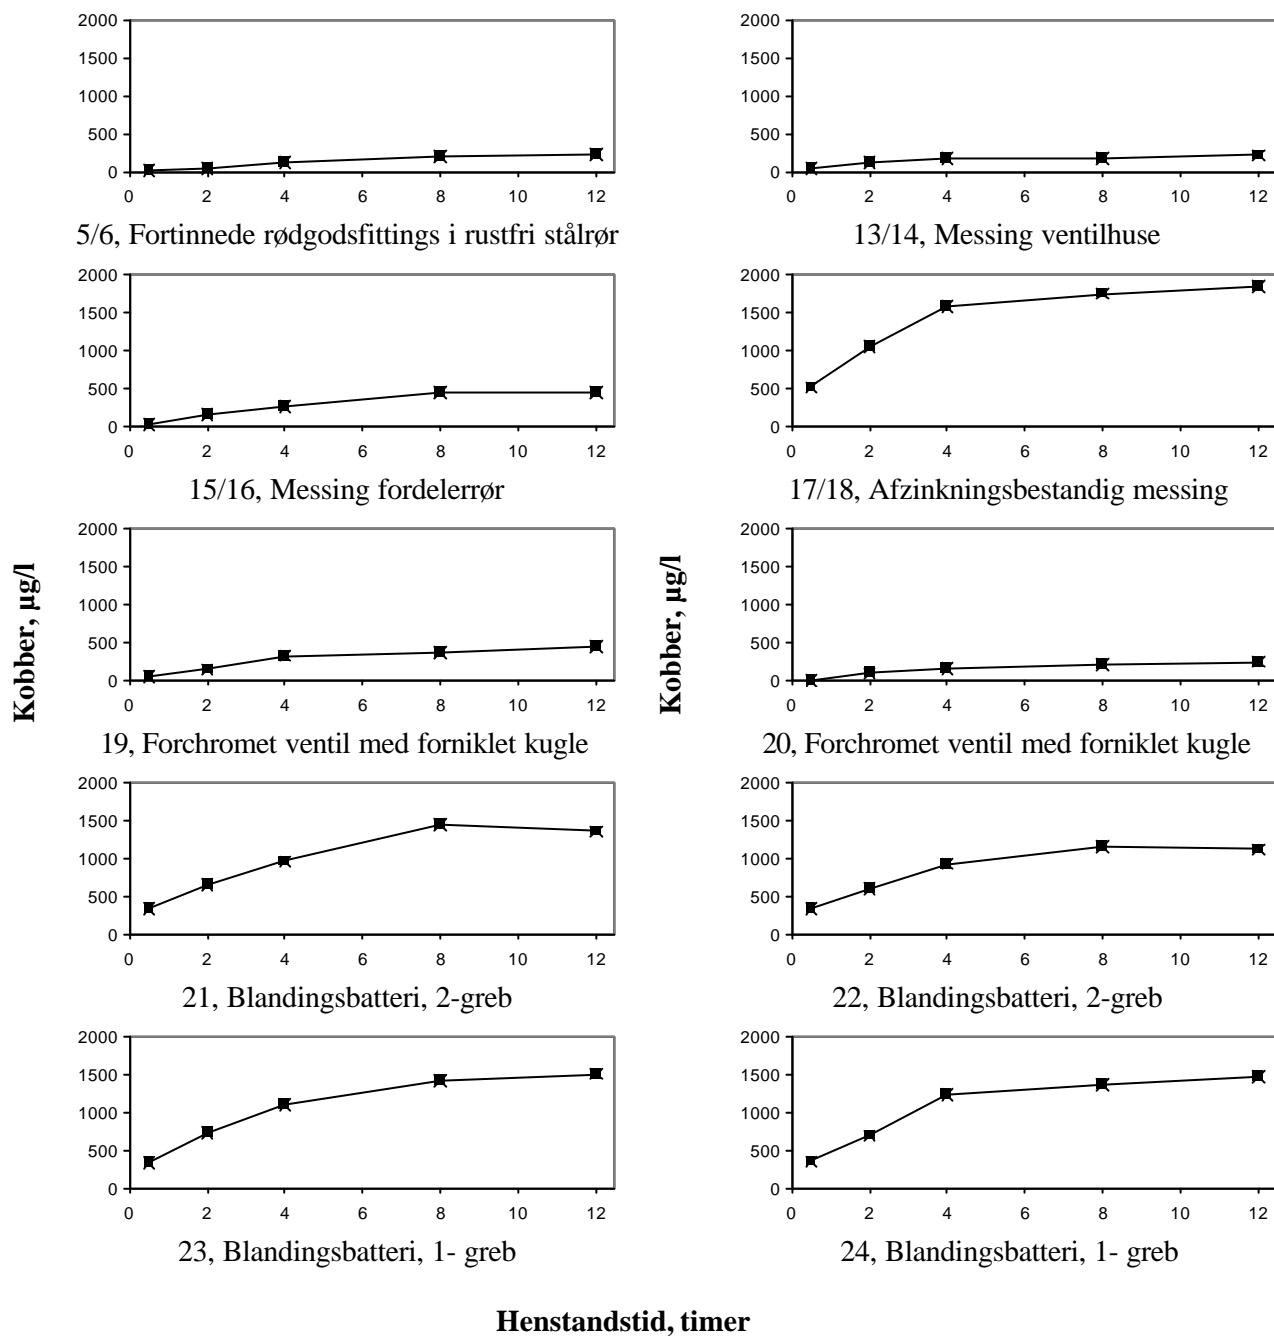 2000
1500
1000
500
0
0 2 4 6 8 10 12
5/6, Fortinnede rødgodsfittings i rustfri stålrør
2000
1500
1000
500
0
0 2 4 6 8 10 12
13/14, Messing ventilhuse
2000
1500
1000
500
0
0 2 4 6 8 10 12
15/16, Messing fordelerrør
2000
1500
1000
500
0
0 2 4 6 8 10 12
17/18, Afzinkningsbestandig messing
Kobber, µg/l
2000
1500
1000
500
0
0 2 4 6 8 10 12
19, Forchromet ventil med forniklet kugle
Kobber, µg/l
2000
1500
1000
500
0
0 2 4 6 8 10 12
20, Forchromet ventil med forniklet kugle
2000
1500
1000
500
0
0 2 4 6 8 10 12
21, Blandingsbatteri, 2-greb
2000
1500
1000
500
0
0 2 4 6 8 10 12
22, Blandingsbatteri, 2-greb
2000
1500
1000
500
0
0 2 4 6 8 10 12
23, Blandingsbatteri, 1- greb
2000
1500
1000
500
0
0 2 4 6 8 10 12
24, Blandingsbatteri, 1- greb
Henstandstid, timer